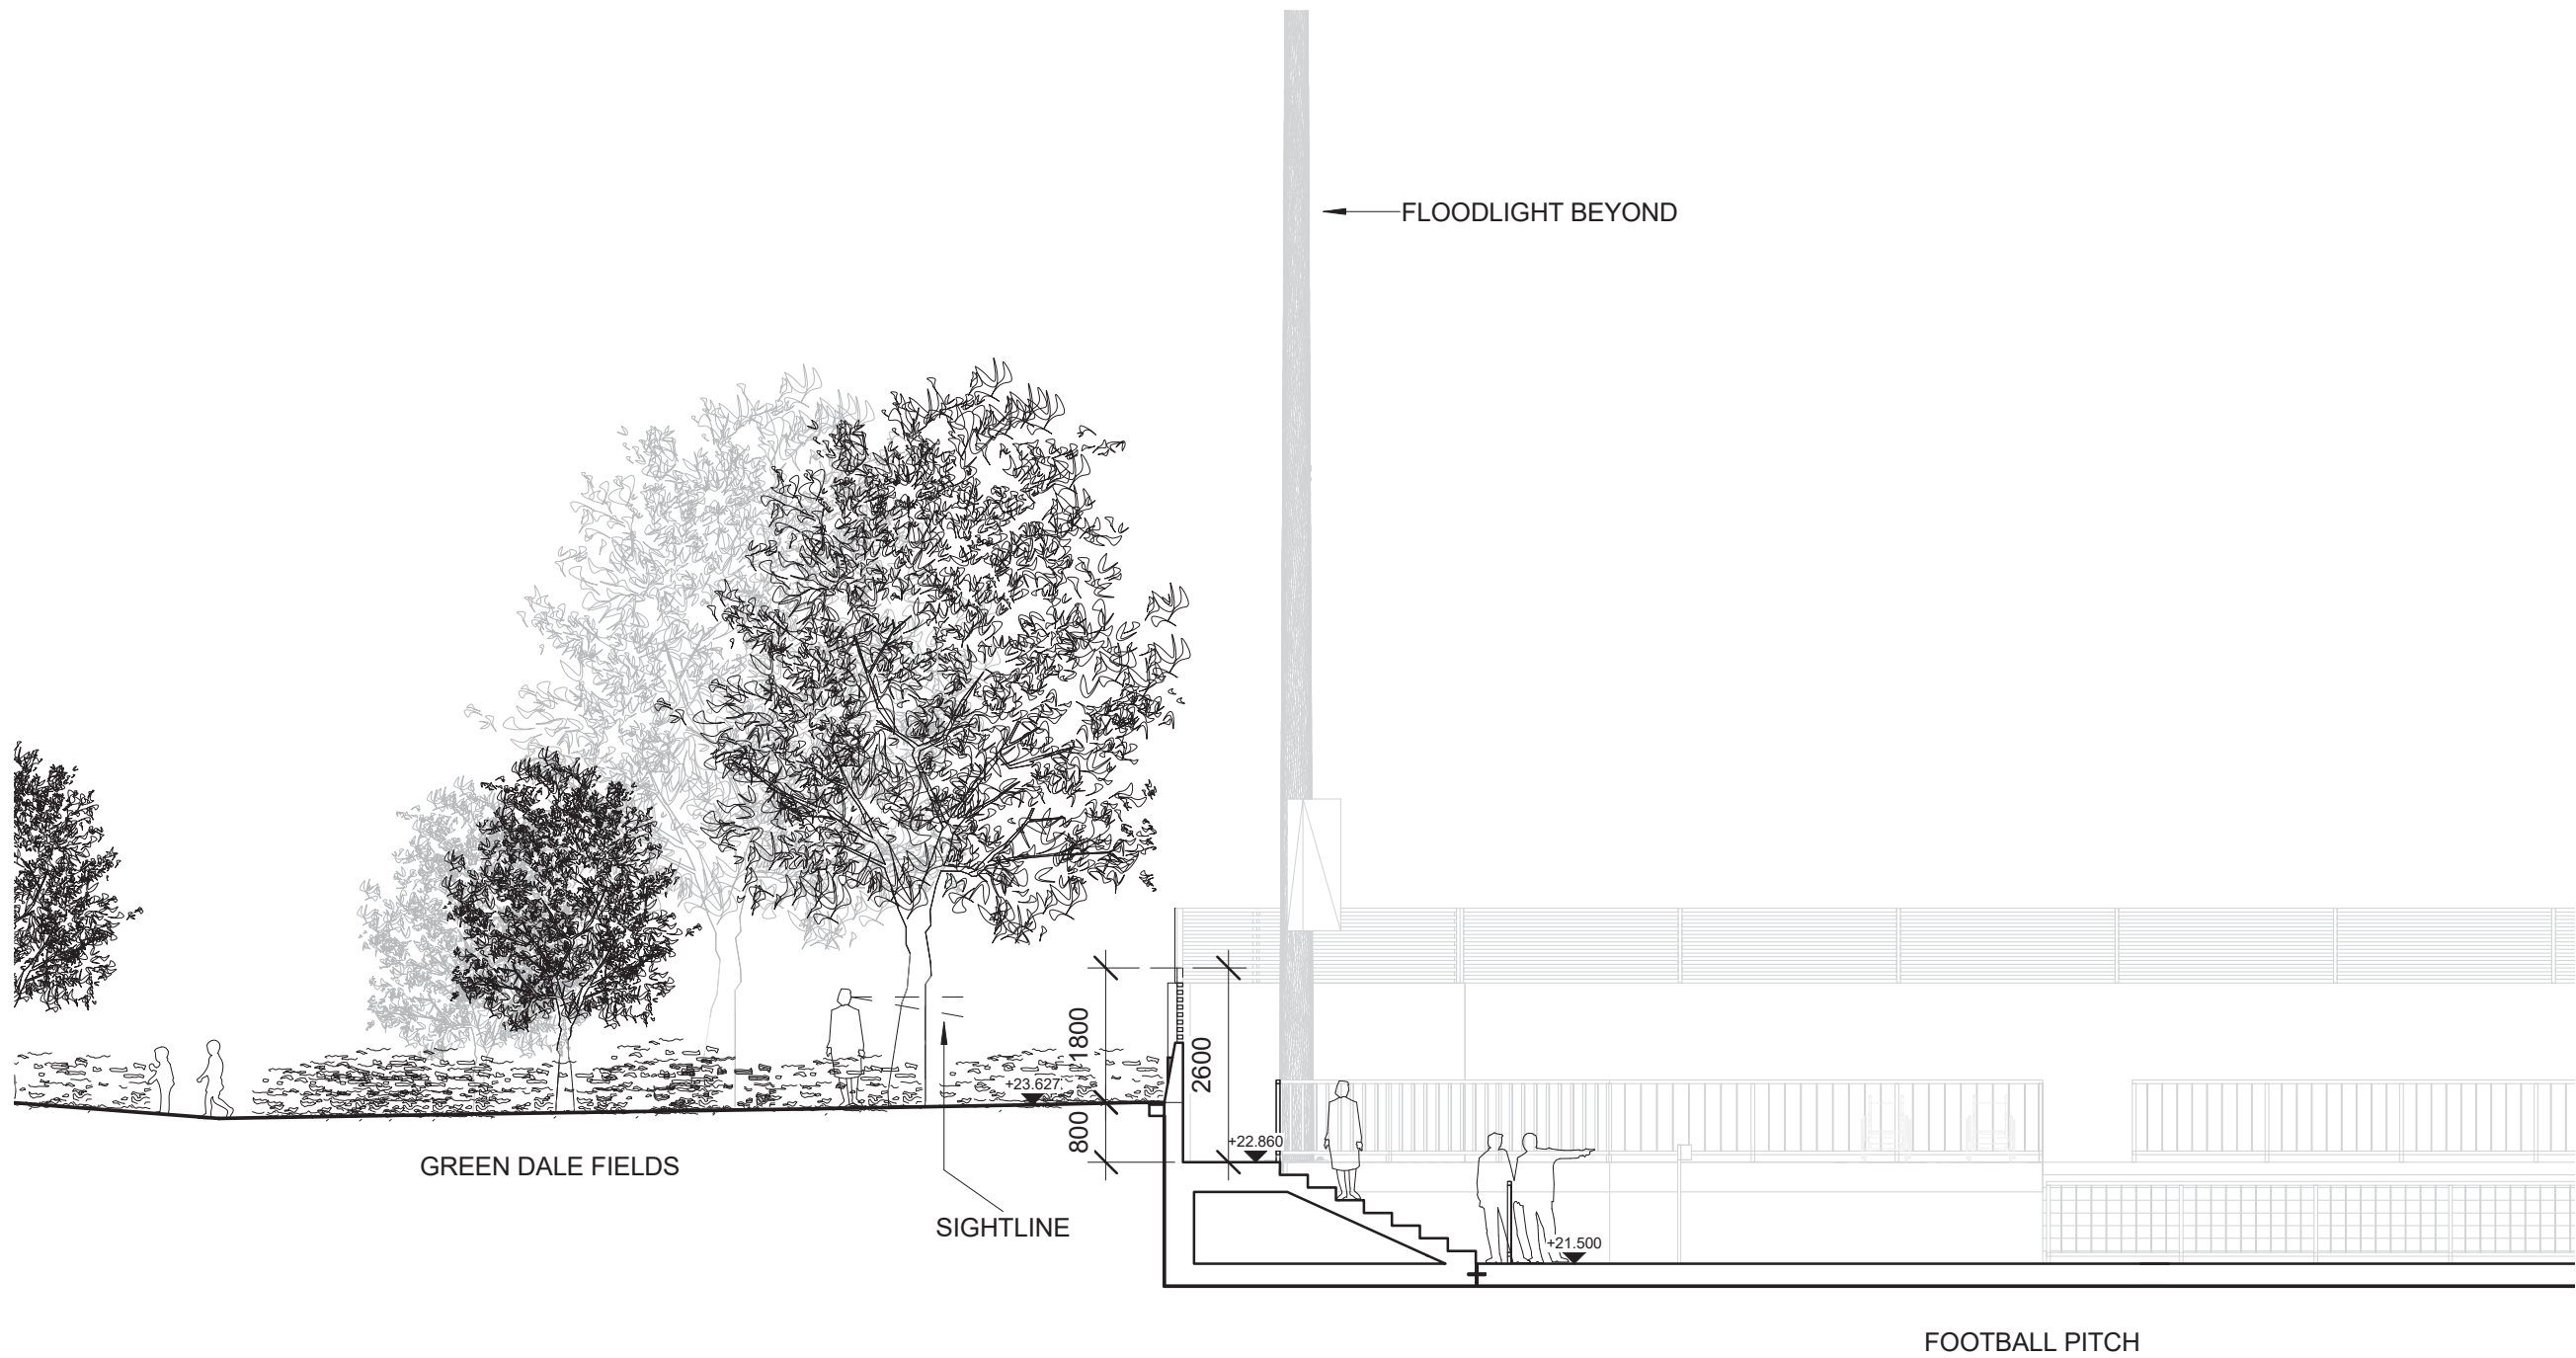 FLOODLIGHT BEYOND
1800
2600
+23.627
800
+22.860
GREEN DALE FIELDS
SIGHTLINE
+21.500
FOOTBALL PITCH